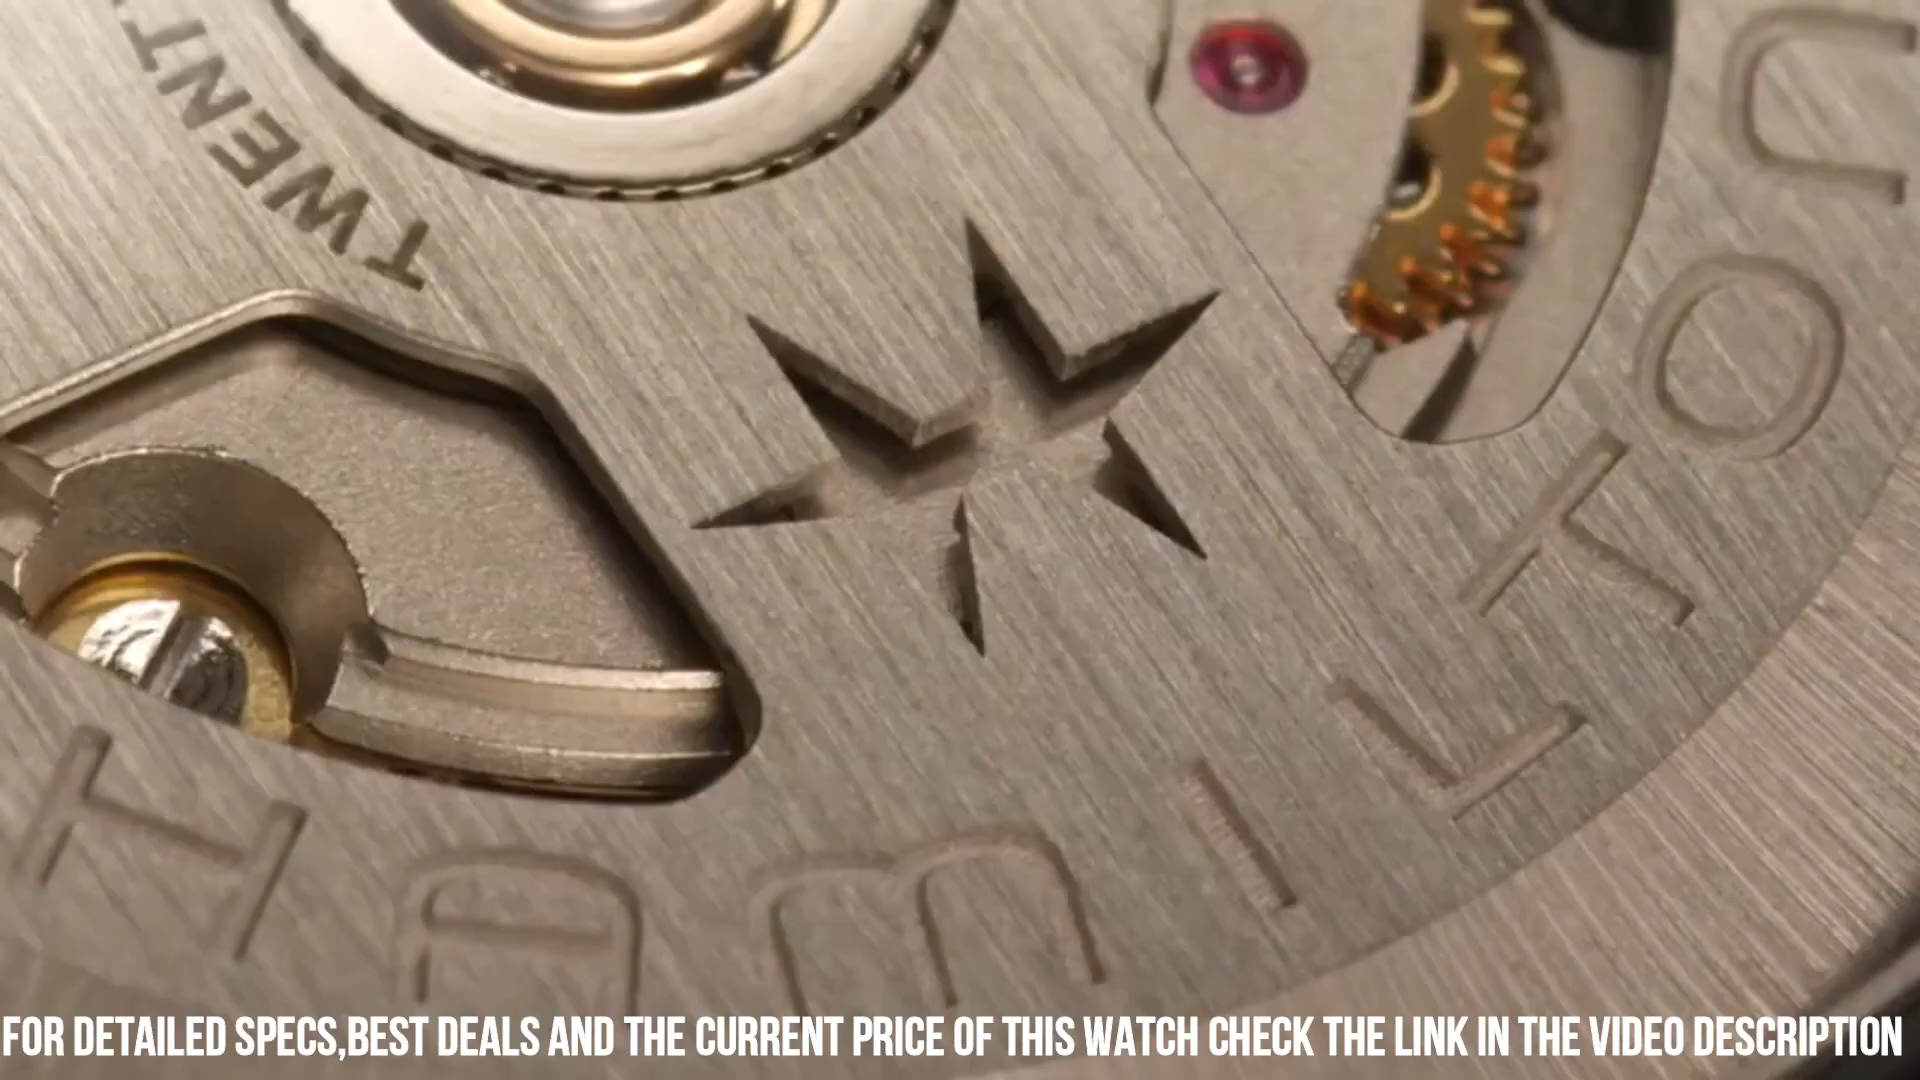 TWENTY
HAMILTON
FOR DETAILED SPECS,BEST DEALS AND THE CURRENT PRICE OF THIS WATCH CHECK THE LINK IN THE VIDEO DESCRIPTION